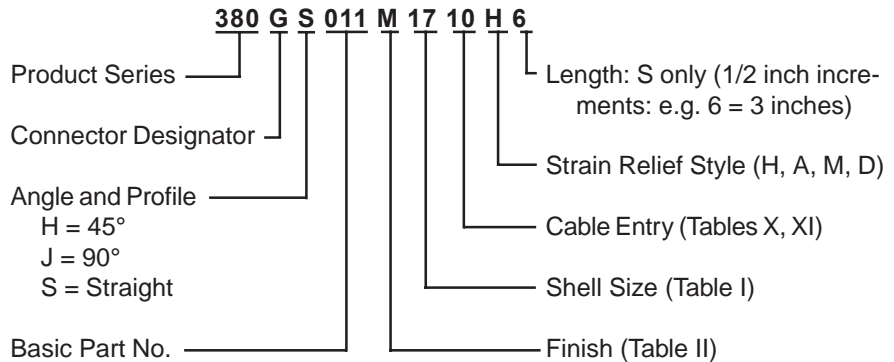 380 G S 011 M 17 10 H 6
Product Series
Connector Designator
Angle and Profile
H = 45°
J = 90°
S = Straight
Basic Part No.
Length: S only (1/2 inch incre-
ments: e.g. 6 = 3 inches)
Strain Relief Style (H, A, M, D)
Cable Entry (Tables X, XI)
Shell Size (Table I)
Finish (Table II)